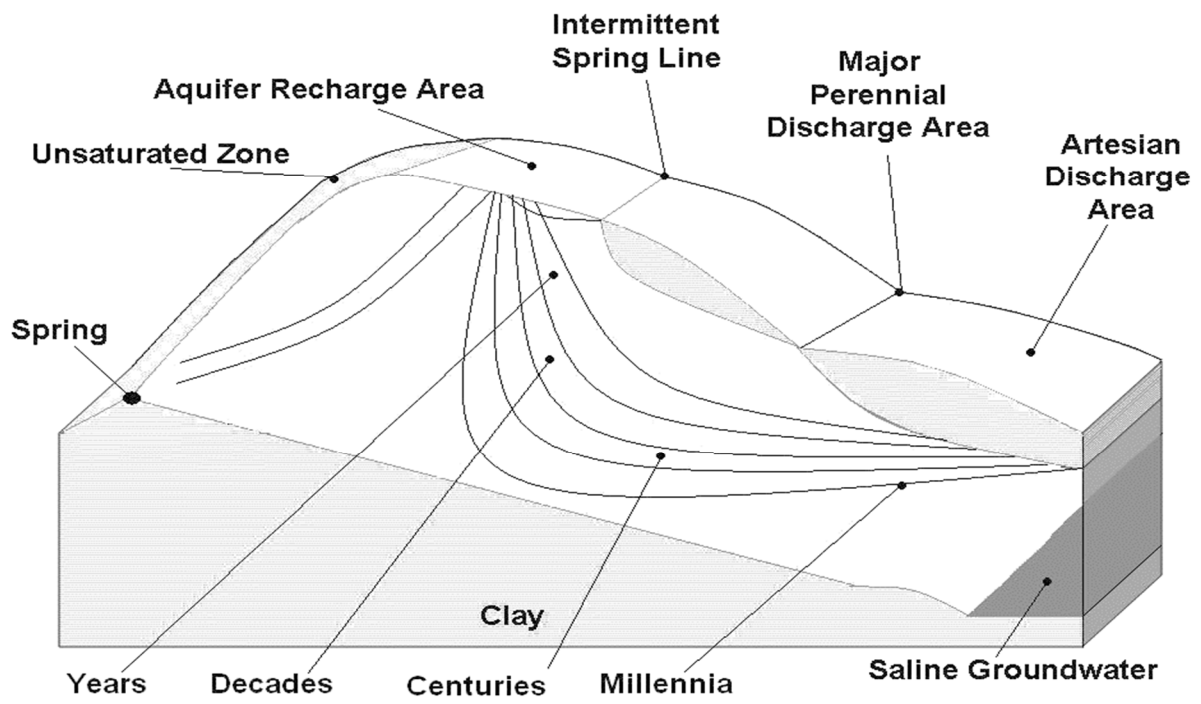 Intermittent
Spring Line
Major
Perennial
Discharge Area
Aquifer Recharge Area
Unsaturated Zone
Artesian
Discharge
Area
Spring
Clay
Years
Decades
Centuries
Millennia
Saline Groundwater